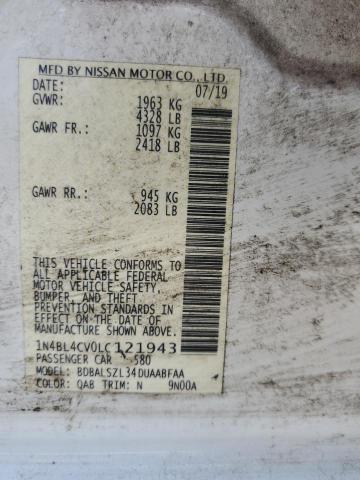 MFD BY NISSAN MOTOR CO., LTD.
DATE: 07/19
GVWR: 1963 KG
4328 LB
GAWR FR: 1097 KG
2418 LB
GAWR RR: 945 KG
2083 LB
THIS VEHICLE CONFORMS TO
ALL APPLICABLE FEDERAL
MOTOR VEHICLE SAFETY,
BUMPER, AND THEFT
PREVENTION STANDARDS
IN EFFECT ON THE DATE OF
MANUFACTURE SHOWN ABOVE.
1N4BL4CV0LC121943
PASSENGER CAR -580
MODEL: BDBALSZL34DUAABFAA
COLOR: QAB TRIM: N 9N00A